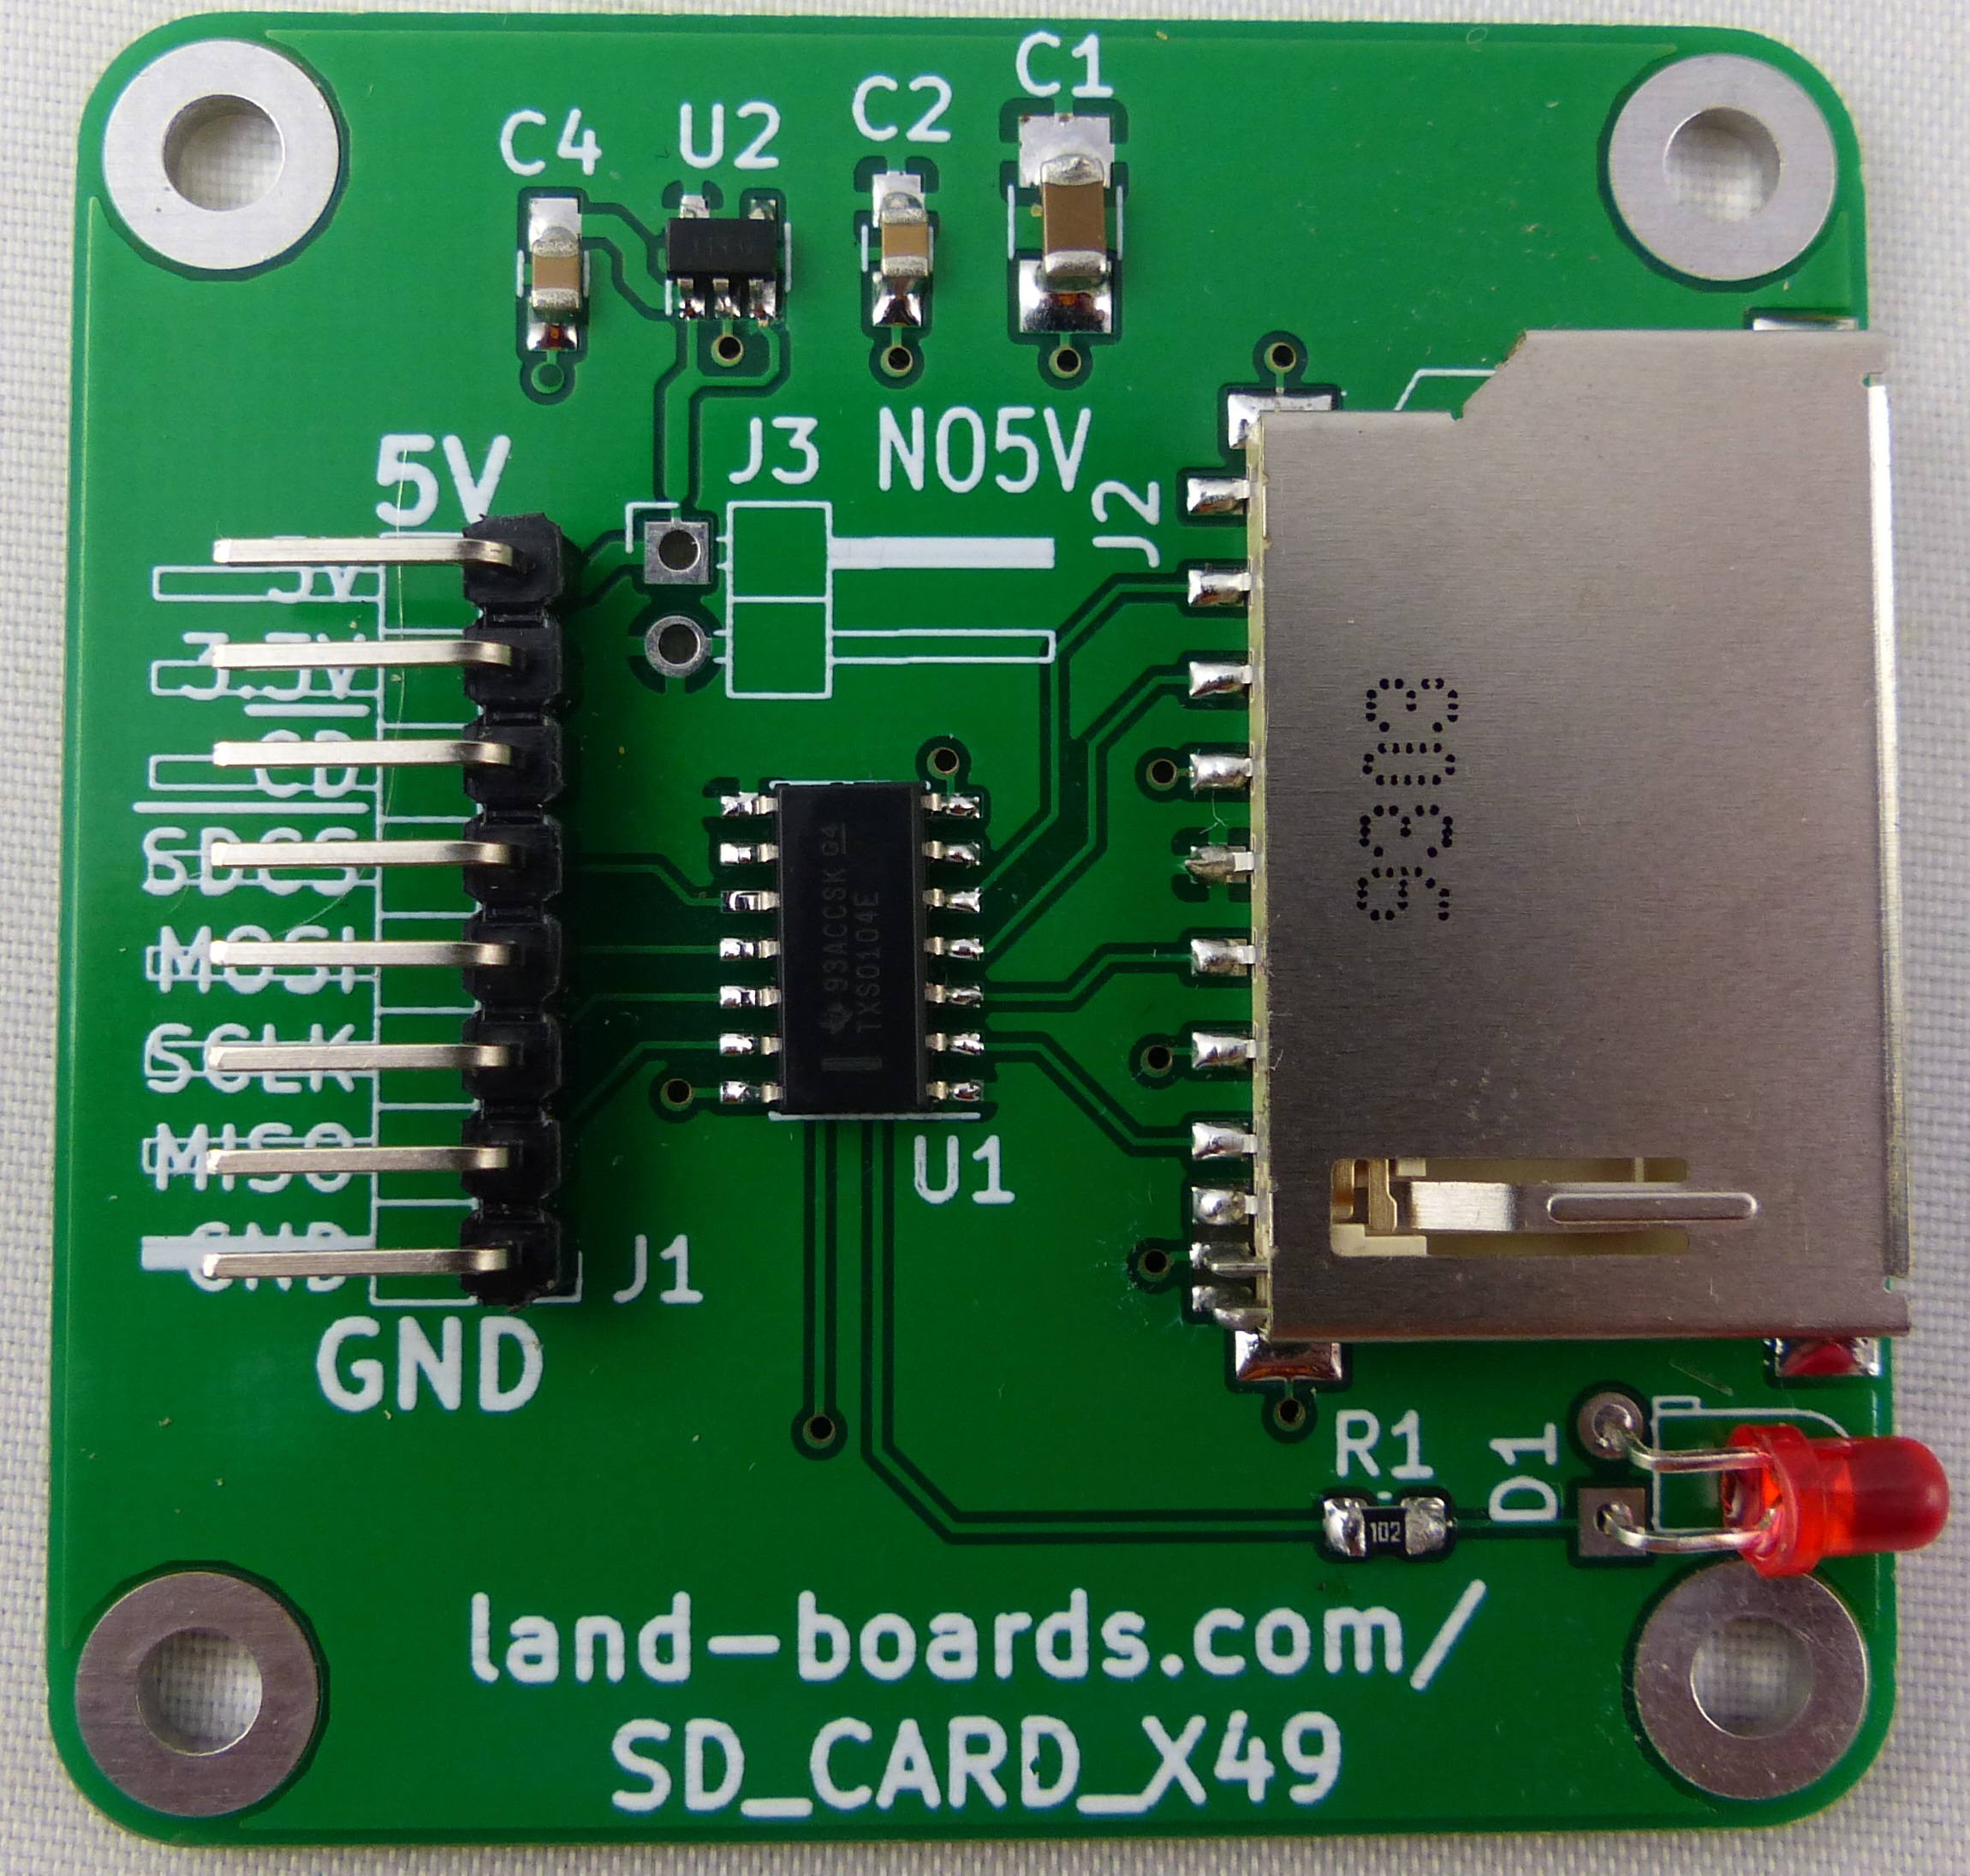 C1
C2
C4
U2
5V
J3
NO5V
J2
5V
3.3V
CD
SDCS
MOSI
SCLK
MISO
GND
93ACCSK G4
TXS0104E
U1
J1
GND
9303
R1
102
D1
land-boards.com/
SD_CARD_X49